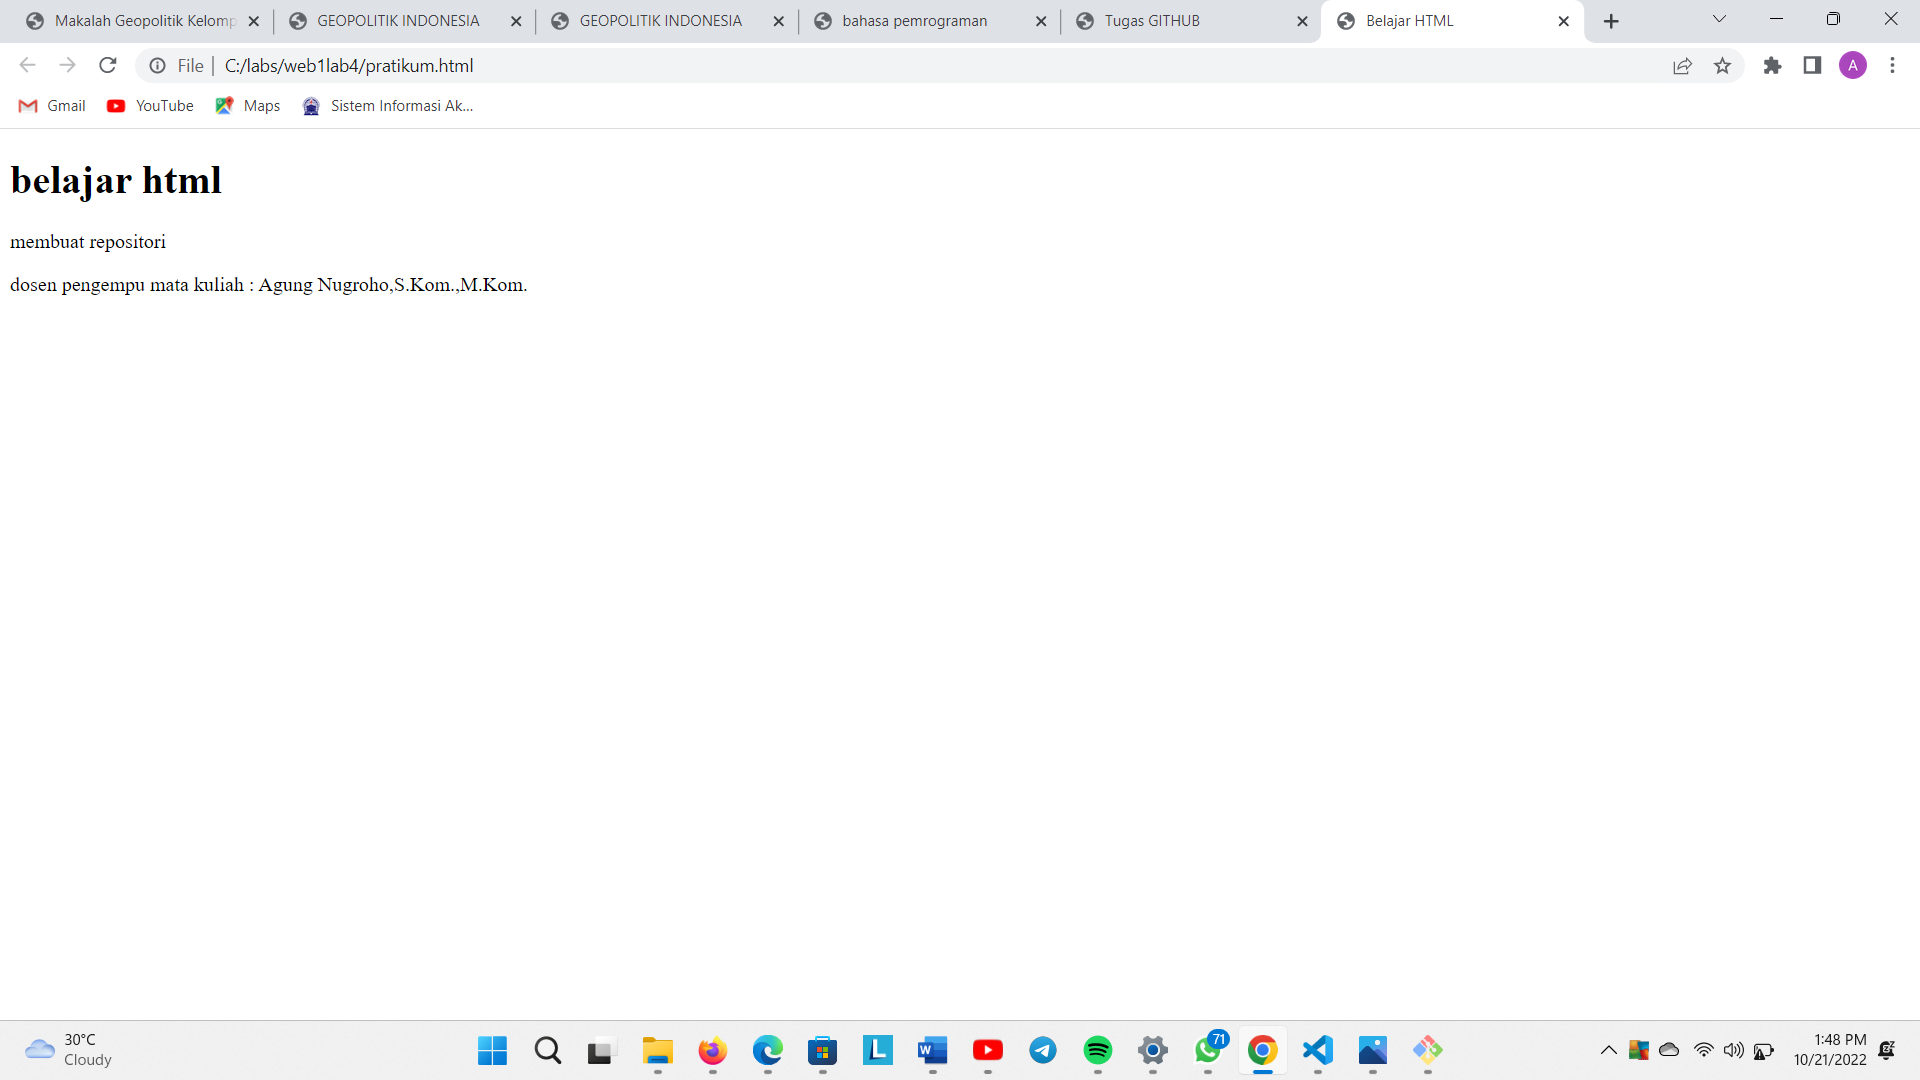 Makalah Geopolitik Kelomp
GEOPOLITIK INDONESIA
GEOPOLITIK INDONESIA
bahasa pemrograman
Tugas GITHUB
Belajar HTML
File
C:/labs/web1lab4/pratikum.html
A
Gmail
YouTube
Maps
Sistem Informasi Ak...
belajar html
membuat repositori
dosen pengempu mata kuliah : Agung Nugroho,S.Kom.,M.Kom.
30°C
Cloudy
L
W
71
1:48 PM
10/21/2022